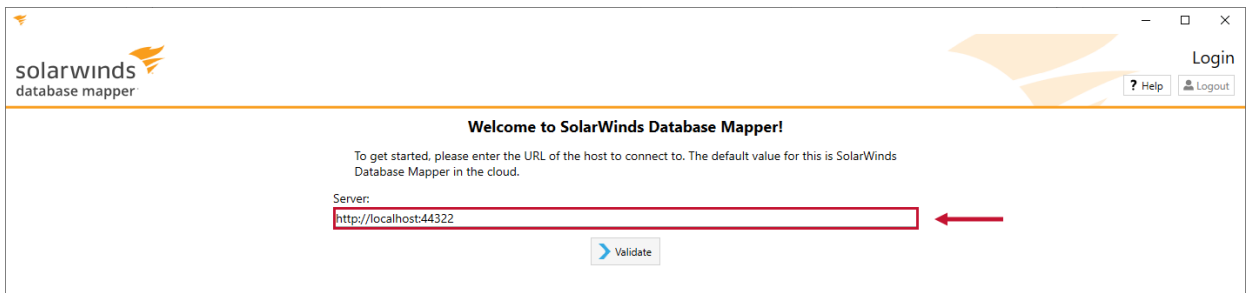 solarwinds
database mapper
Login
? Help
Logout
Welcome to SolarWinds Database Mapper!
To get started, please enter the URL of the host to connect to. The default value for this is SolarWinds
Database Mapper in the cloud.
Server:
http://localhost:44322
Validate